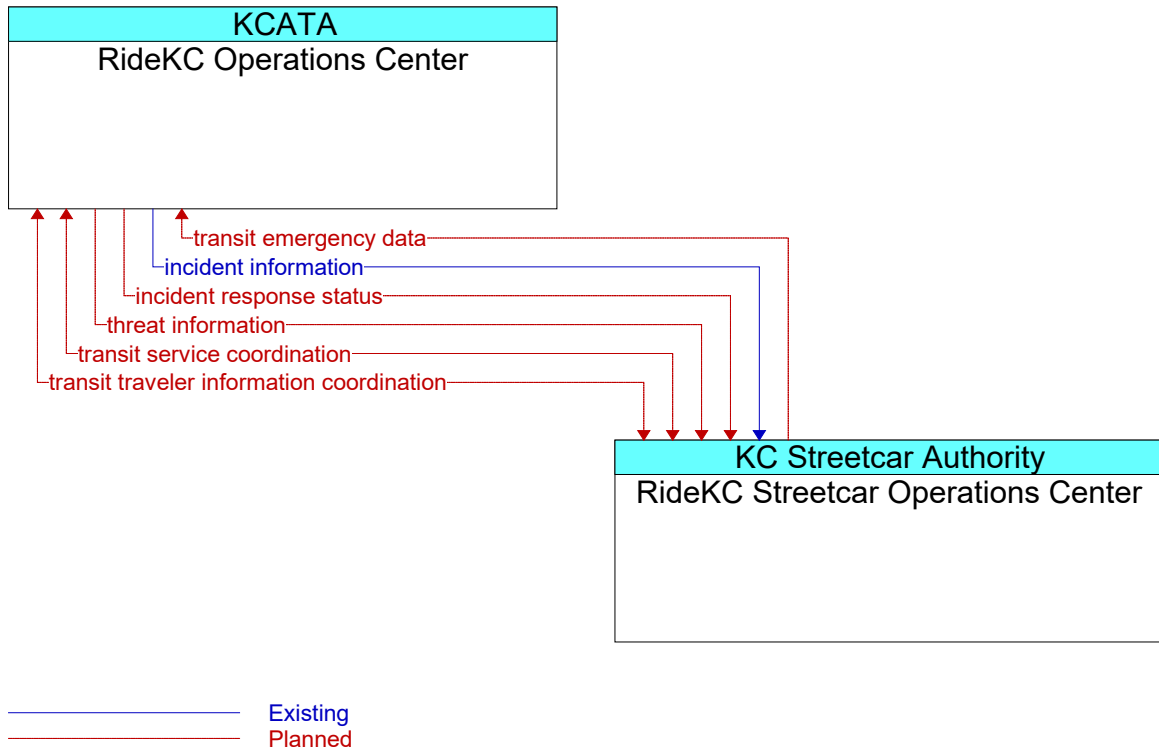 KCATA
RideKC Operations Center
transit emergency data
incident information
incident response status
threat information
transit service coordination
transit traveler information coordination
KC Streetcar Authority
RideKC Streetcar Operations Center
Existing
Planned